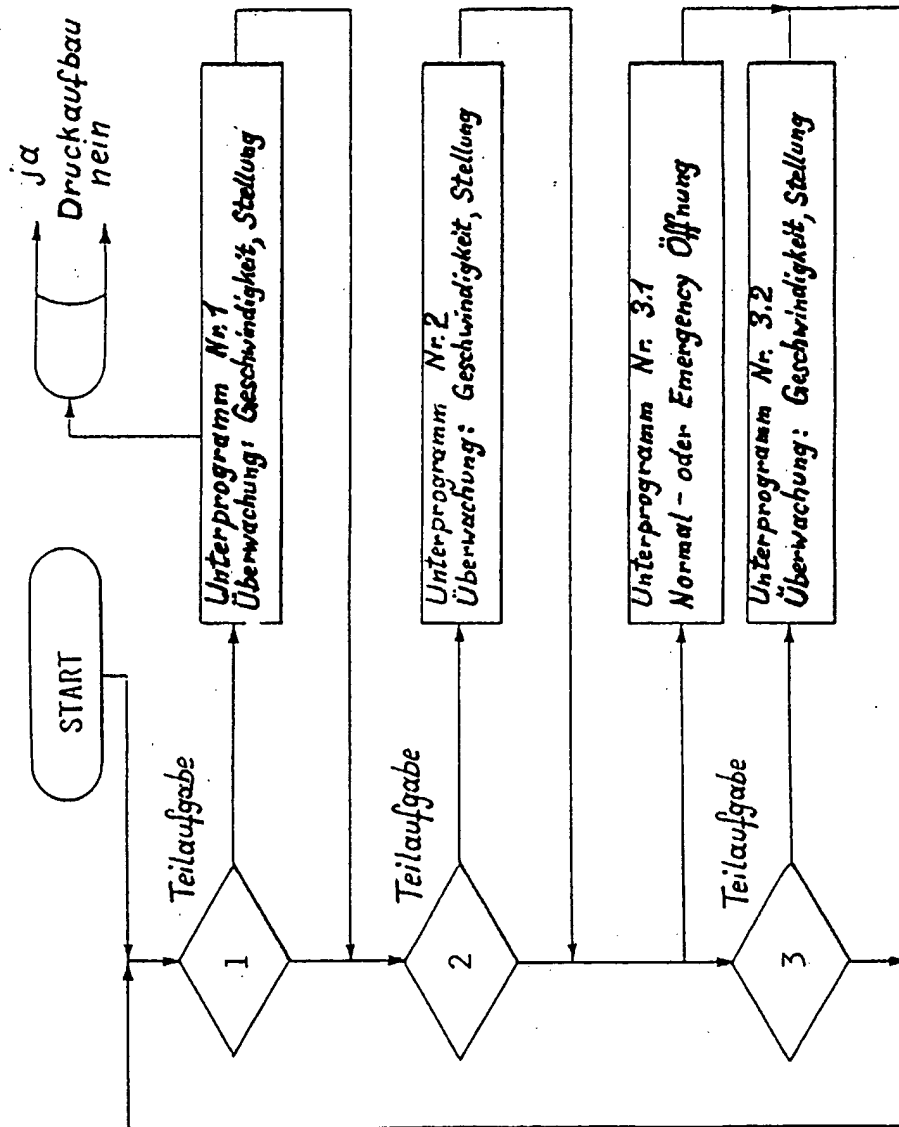 START
ja
Druckaufbau
nein
Teilaufgabe
1
Unterprogramm Nr.1
Überwachung: Geschwindigkeit, Stellung
Teilaufgabe
2
Unterprogramm Nr.2
Überwachung: Geschwindigkeit, Stellung
Unterprogramm Nr. 3.1
Normal- oder Emergency Öffnung
Teilaufgabe
3
Unterprogramm Nr. 3.2
Überwachung: Geschwindigkeit, Stellung